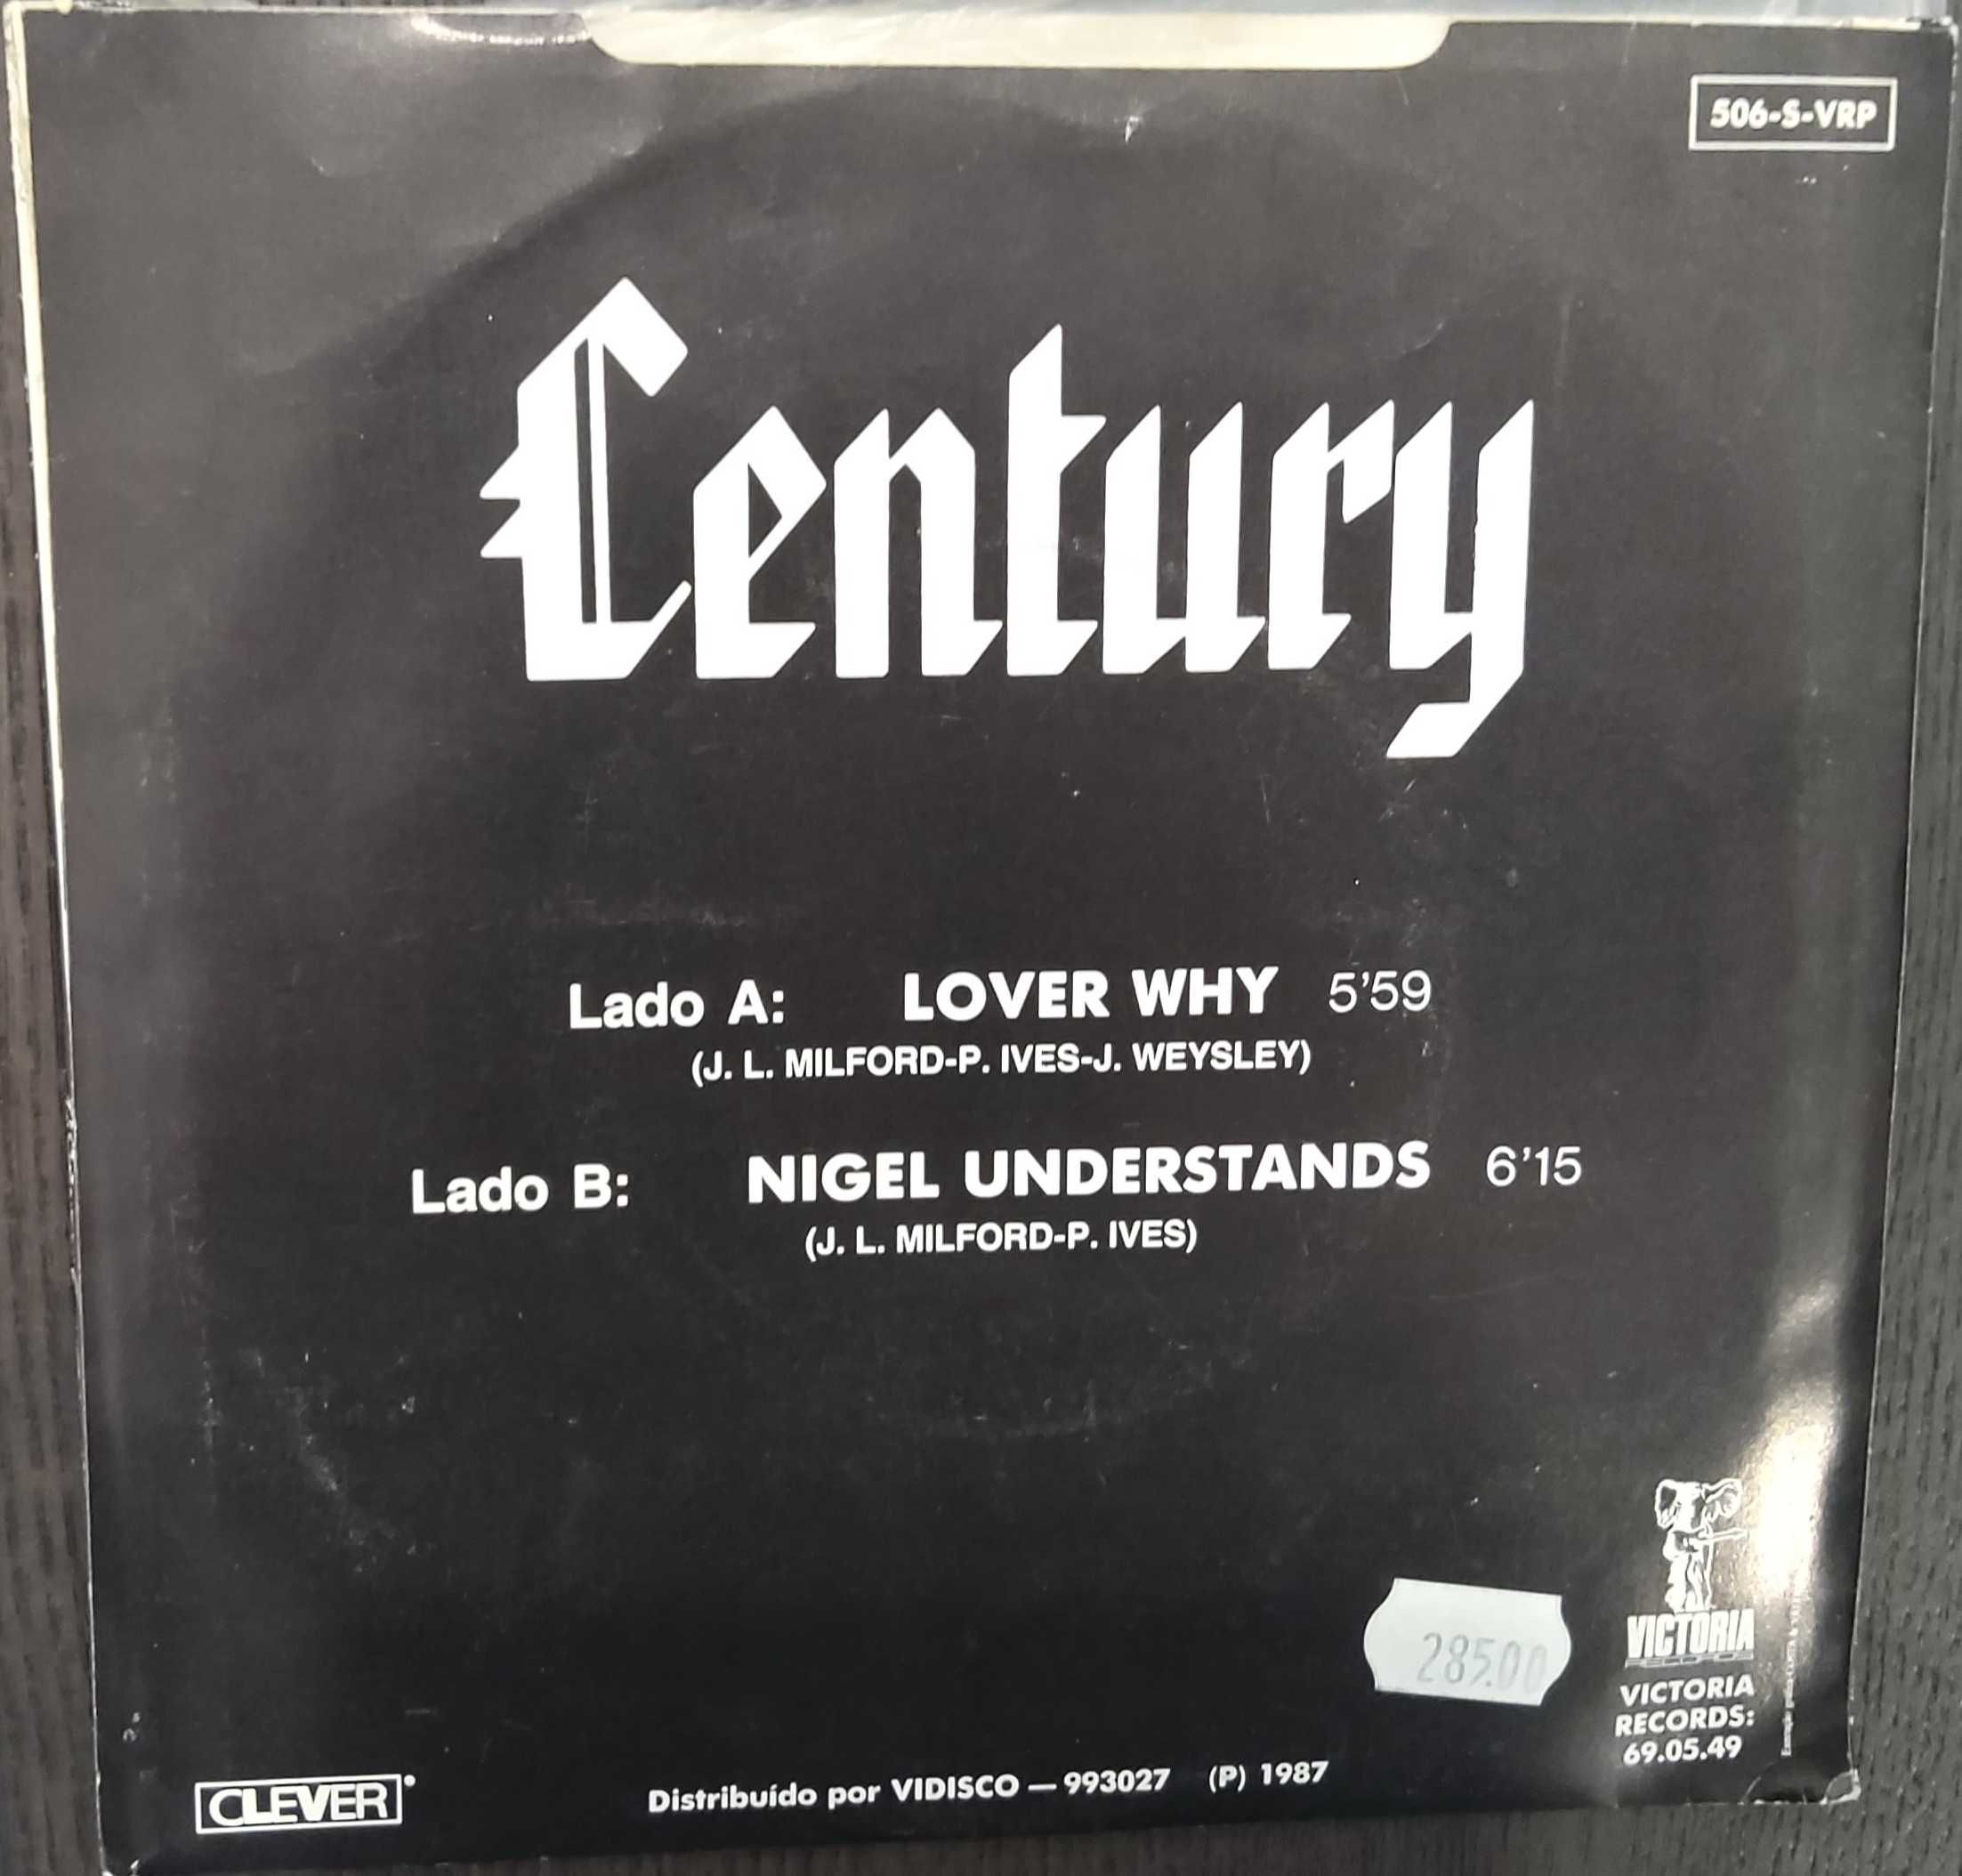 506-S-VRP
Century
Lado A: LOVER WHY 5'59
(J. L. MILFORD-P. IVES-J. WEYSLEY)
Lado B: NIGEL UNDERSTANDS 6'15
(J. L. MILFORD-P. IVES)
285.00
VICTORIA
RECORDS
VICTORIA
RECORDS:
69.05.49
CLEVER
Distribuído por VIDISCO — 993027 (P) 1987